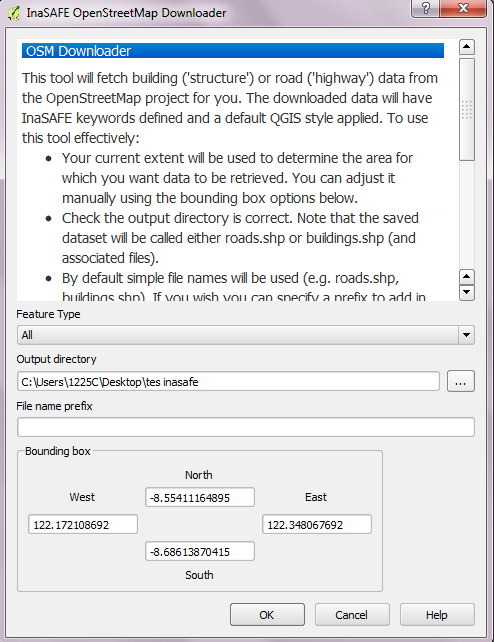 InaSAFE OpenStreetMap Downloader
OSM Downloader
This tool will fetch building ('structure') or road ('highway') data from
the OpenStreetMap project for you. The downloaded data will have
InaSAFE keywords defined and a default QGIS style applied. To use
this tool effectively:
• Your current extent will be used to determine the area for
which you want data to be retrieved. You can adjust it
manually using the bounding box options below.
• Check the output directory is correct. Note that the saved
dataset will be called either roads.shp or buildings.shp (and
associated files).
• By default simple file names will be used (e.g. roads.shp,
buildings.shp). If you wish you can specify a prefix to add in
Feature Type
All
Output directory
C:\Users\1225C\Desktop\tes inasafe
...
File name prefix
Bounding box
North
West
-8.55411164895
East
122.172108692
122.348067692
-8.68613870415
South
OK
Cancel
Help